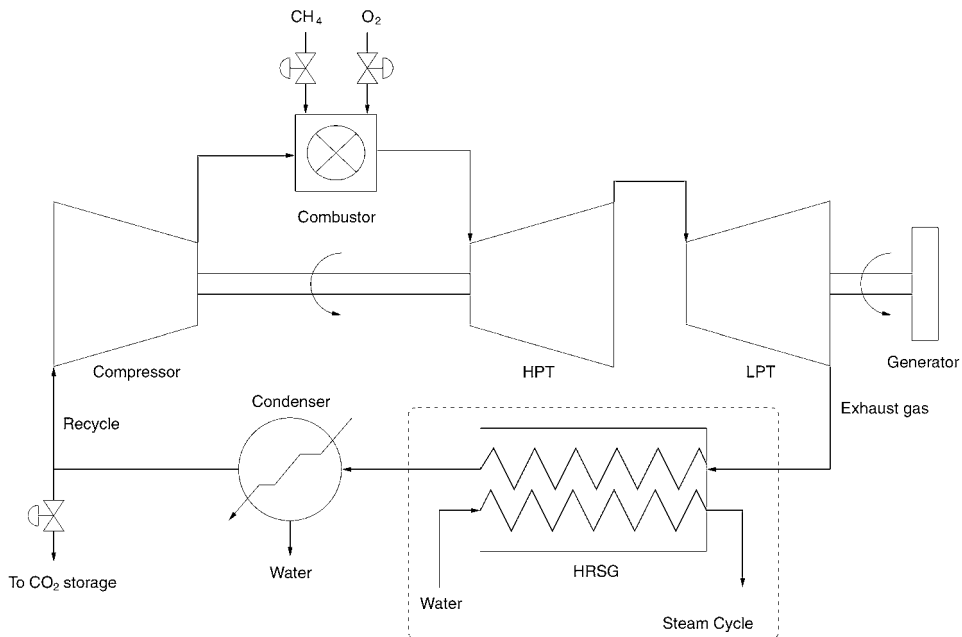 CH₄
O₂
Combustor
Compressor
HPT
LPT
Generator
Recycle
Condenser
Exhaust gas
To CO₂ storage
Water
HRSG
Water
Steam Cycle